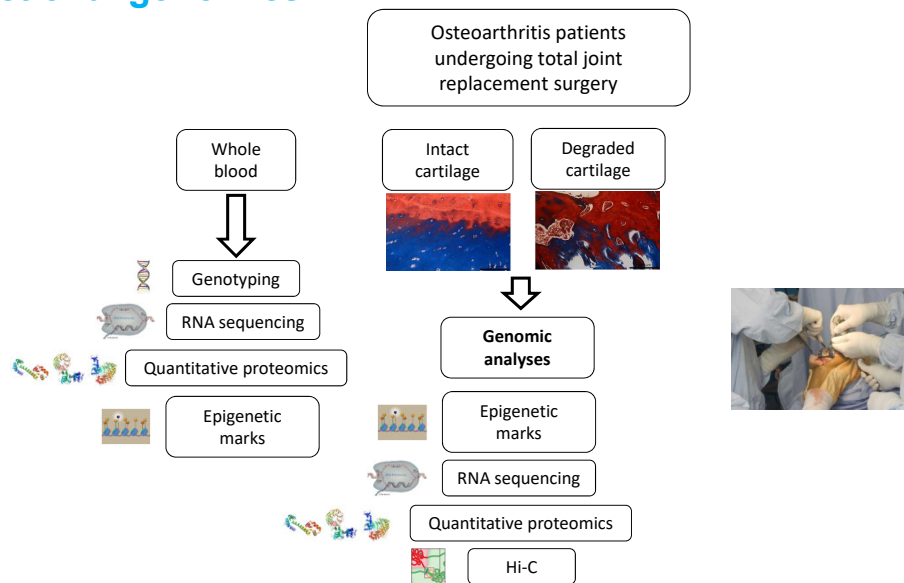 Osteoarthritis patients
undergoing total joint
replacement surgery
Whole
blood
Intact
cartilage
Degraded
cartilage
Genotyping
RNA sequencing
Quantitative proteomics
Epigenetic
marks
Genomic
analyses
Epigenetic
marks
RNA sequencing
Quantitative proteomics
Hi-C